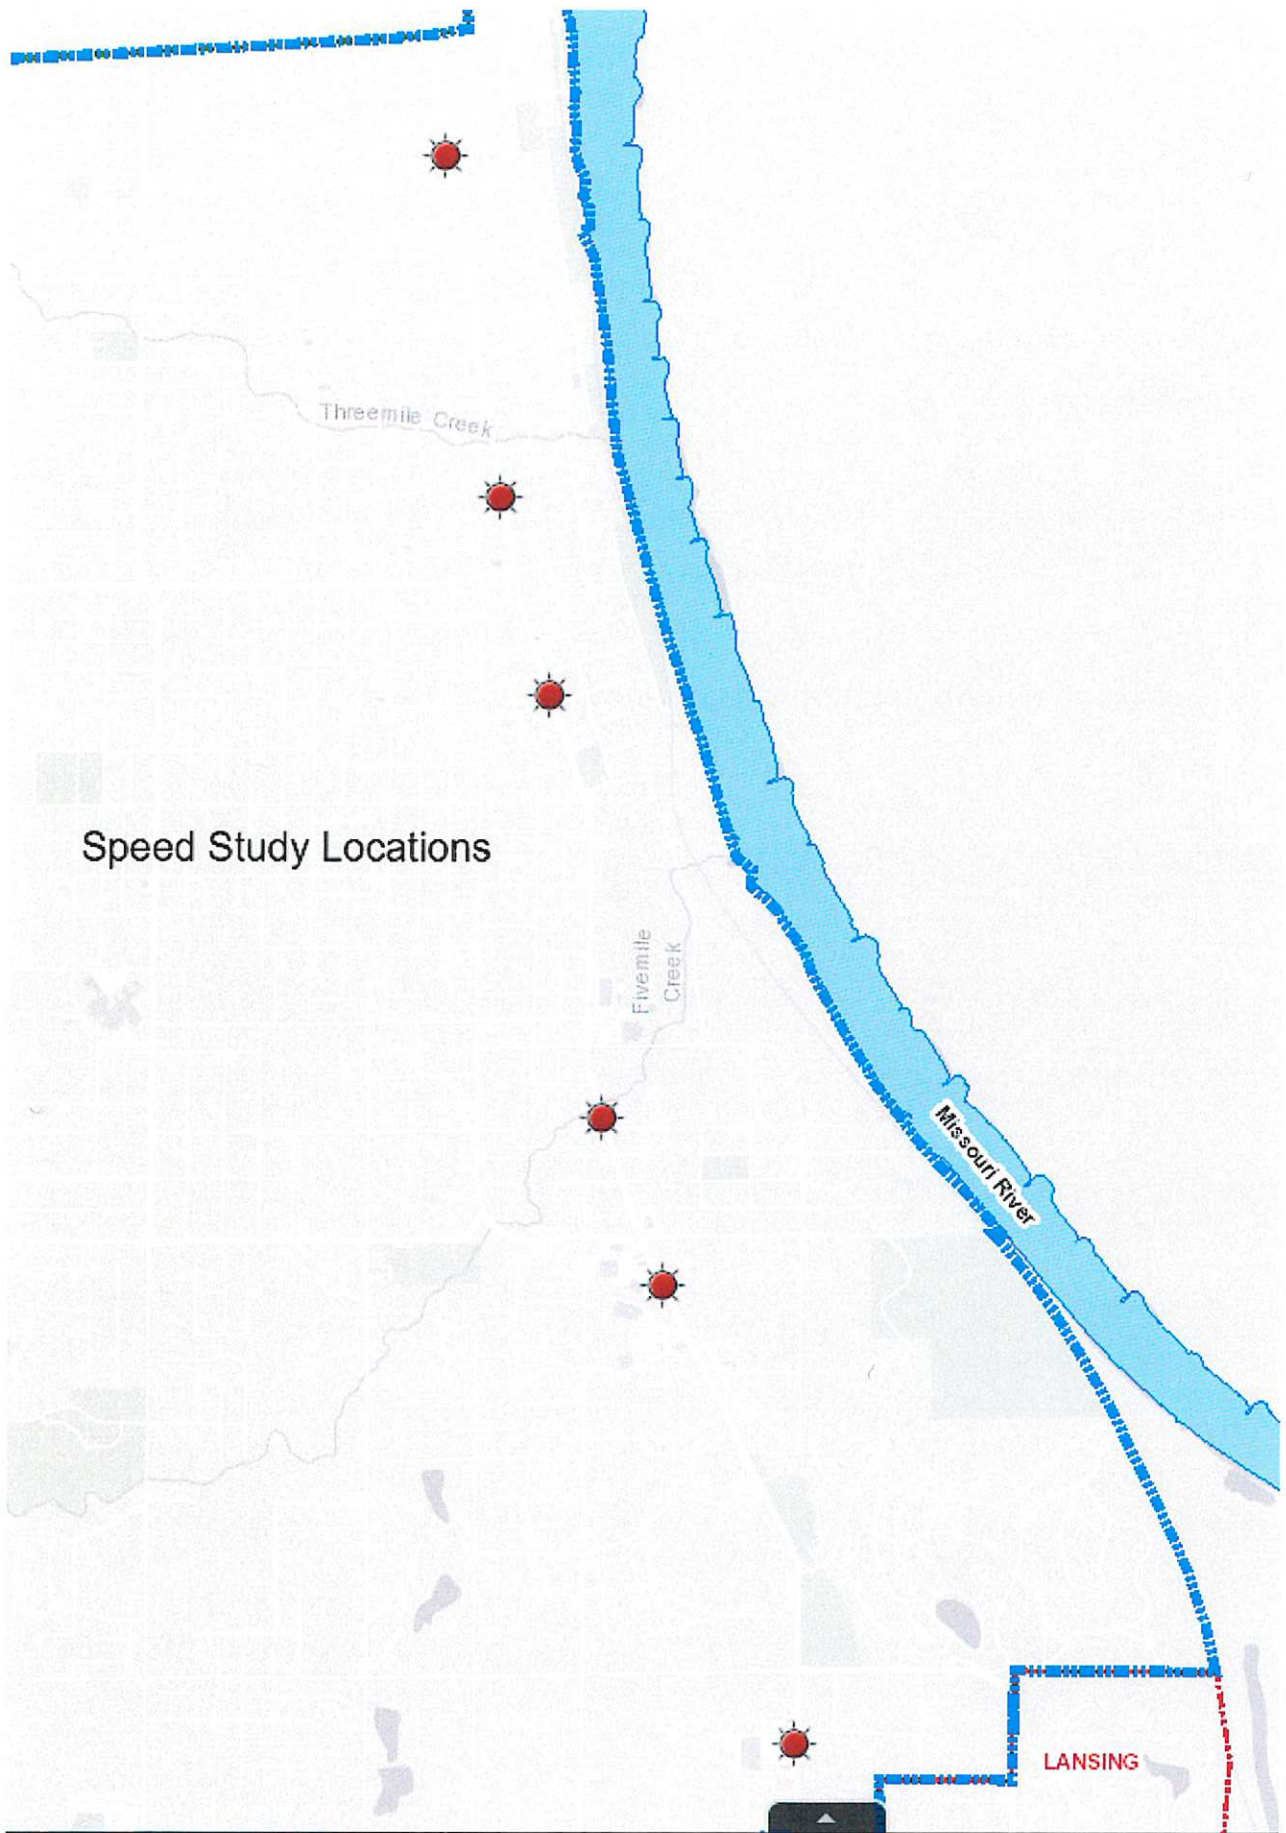 Threemile Creek
Speed Study Locations
Fivemile
Creek
Missouri River
LANSING